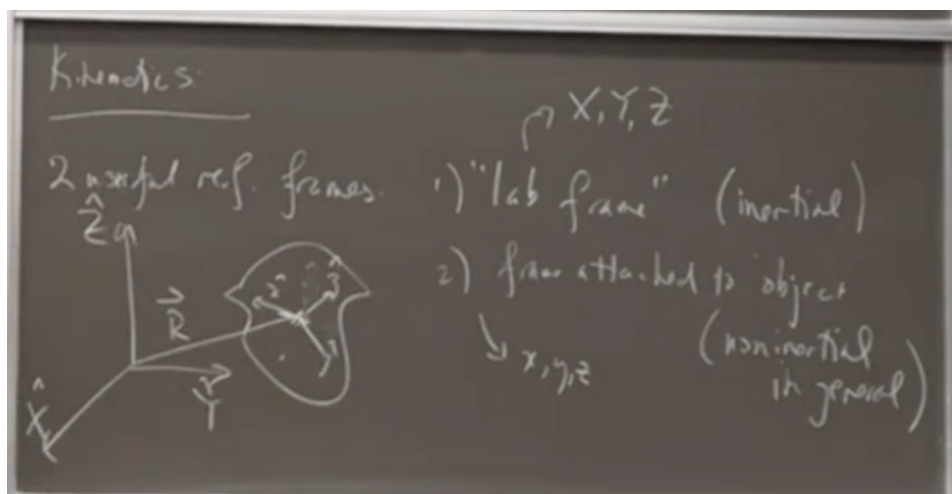 Kinematics.
2 useful ref. frames.
X, Y, Z
1) "lab frame" (inertial)
2) frame attached to object
(noninertial
in general)
x, y, z
Ẑ
R⃗
X̂
Ŷ